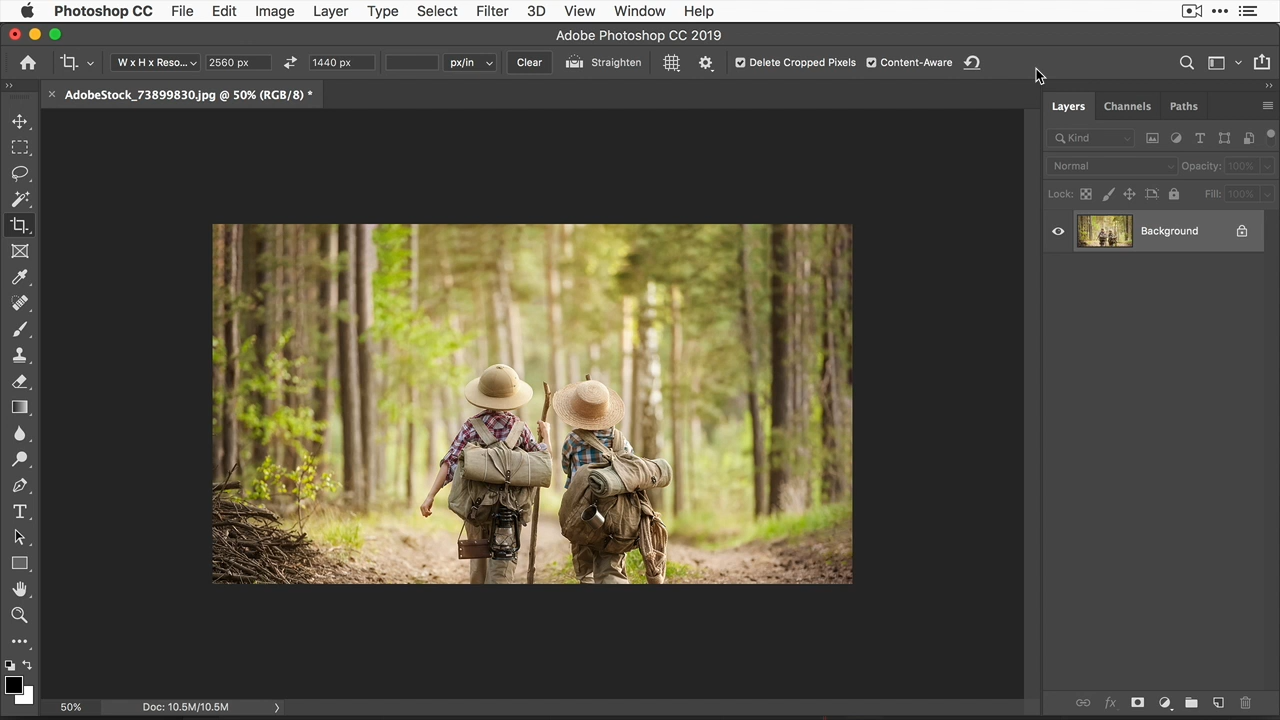 Photoshop CC File Edit Image Layer Type Select Filter 3D View Window Help
Adobe Photoshop CC 2019
W x H x Reso... 2560 px 1440 px px/in Clear Straighten Delete Cropped Pixels Content-Aware
AdobeStock_73899830.jpg @ 50% (RGB/8) *
Layers Channels Paths
Kind
Normal Opacity: 100%
Lock: Fill: 100%
Background
50% Doc: 10.5M/10.5M